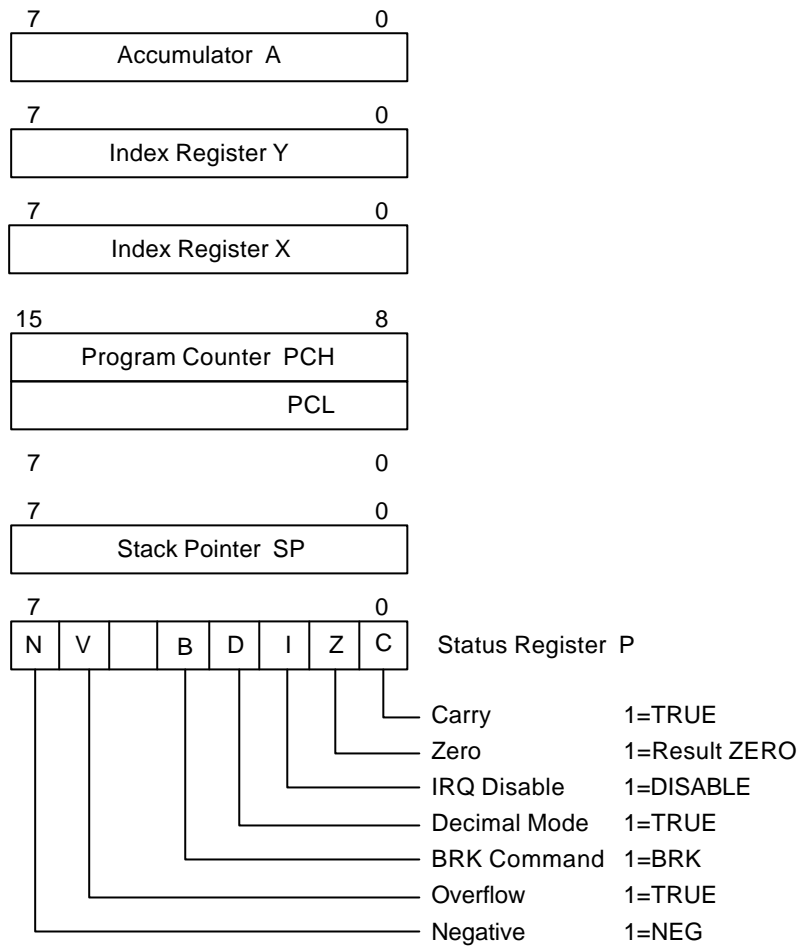 7 0
Accumulator A
7 0
Index Register Y
7 0
Index Register X
15 8
Program Counter PCH
PCL
7 0
7 0
Stack Pointer SP
7 0
N V B D I Z C Status Register P
Carry 1=TRUE
Zero 1=Result ZERO
IRQ Disable 1=DISABLE
Decimal Mode 1=TRUE
BRK Command 1=BRK
Overflow 1=TRUE
Negative 1=NEG